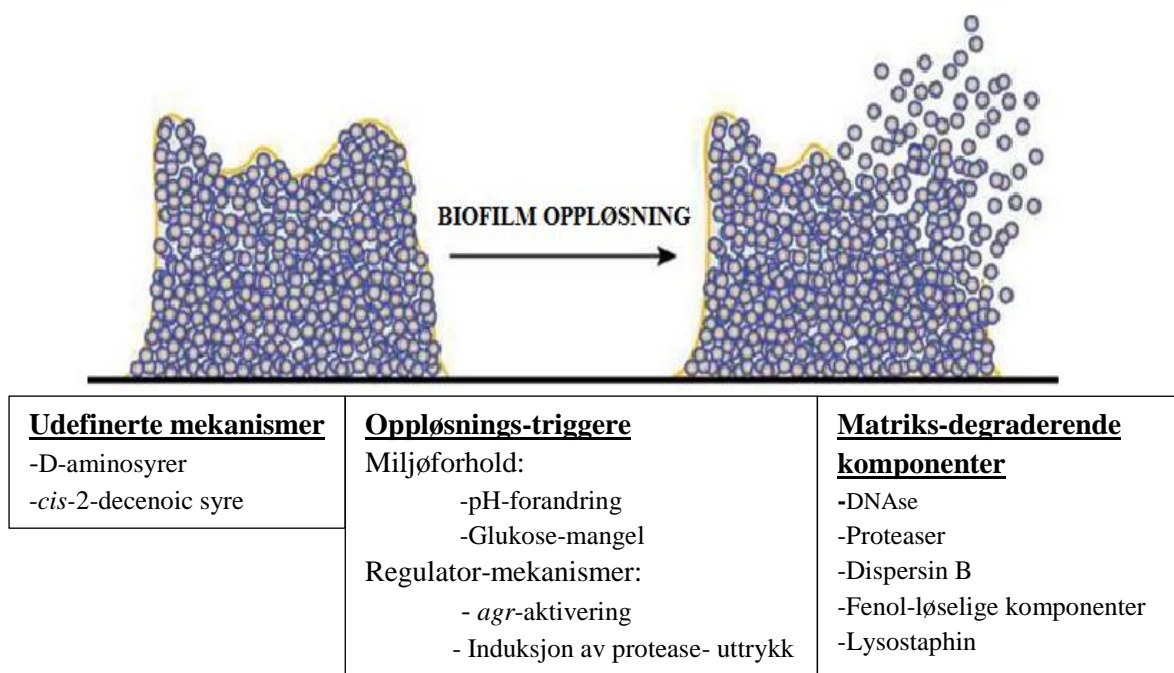 BIOFILM OPPLØSNING
Udefinerte mekanismer
-D-aminosyrer
-cis-2-decenoic syre
Oppløsnings-triggere
Miljøforhold:
-pH-forandring
-Glukose-mangel
Regulator-mekanismer:
- agr-aktivering
- Induksjon av protease- uttrykk
Matriks-degraderende
komponenter
-DNAse
-Proteaser
-Dispersin B
-Fenol-løselige komponenter
-Lysostaphin